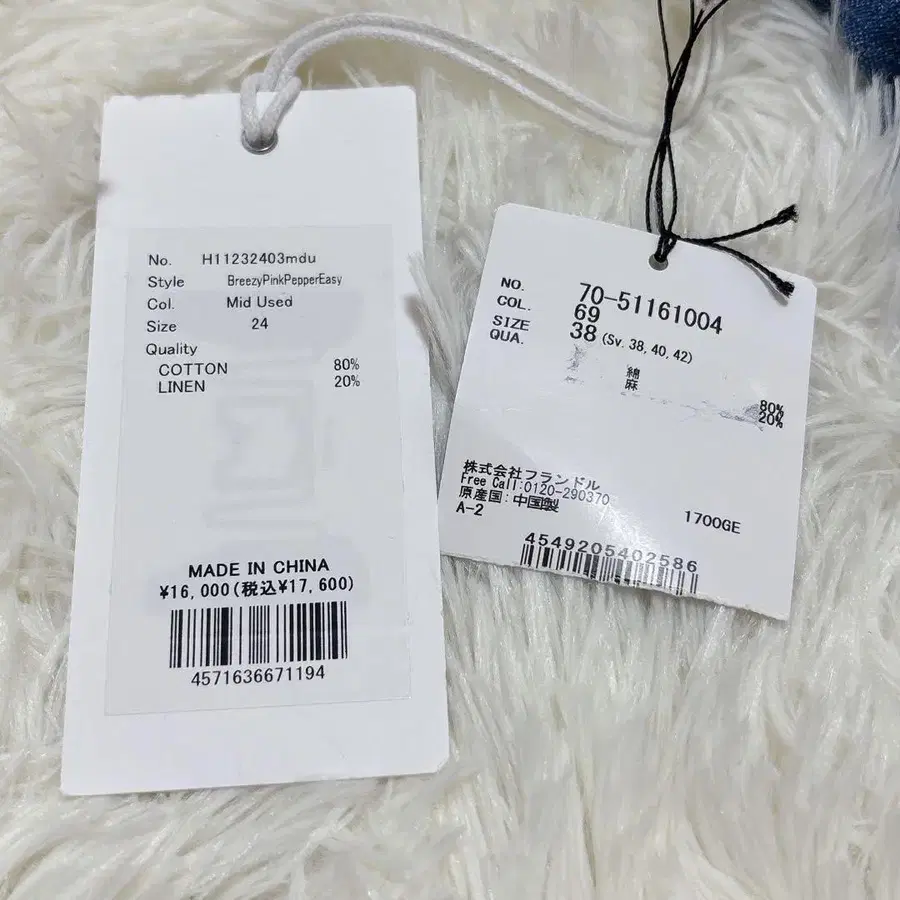 No. H11232403mdu
Style BreezyPinkPepperEasy
Col. Mid Used
Size 24
Quality
COTTON 80%
LINEN 20%
MADE IN CHINA
¥16,000(税込¥17,600)
4571636671194
NO. 70-51161004
COL. 69
SIZE 38 (Sv. 38, 40, 42)
QUA.
綿 80%
麻 20%
株式会社フランドル
Free Call:0120-290370
原産国:中国製
A-2 1700GE
4549205402586